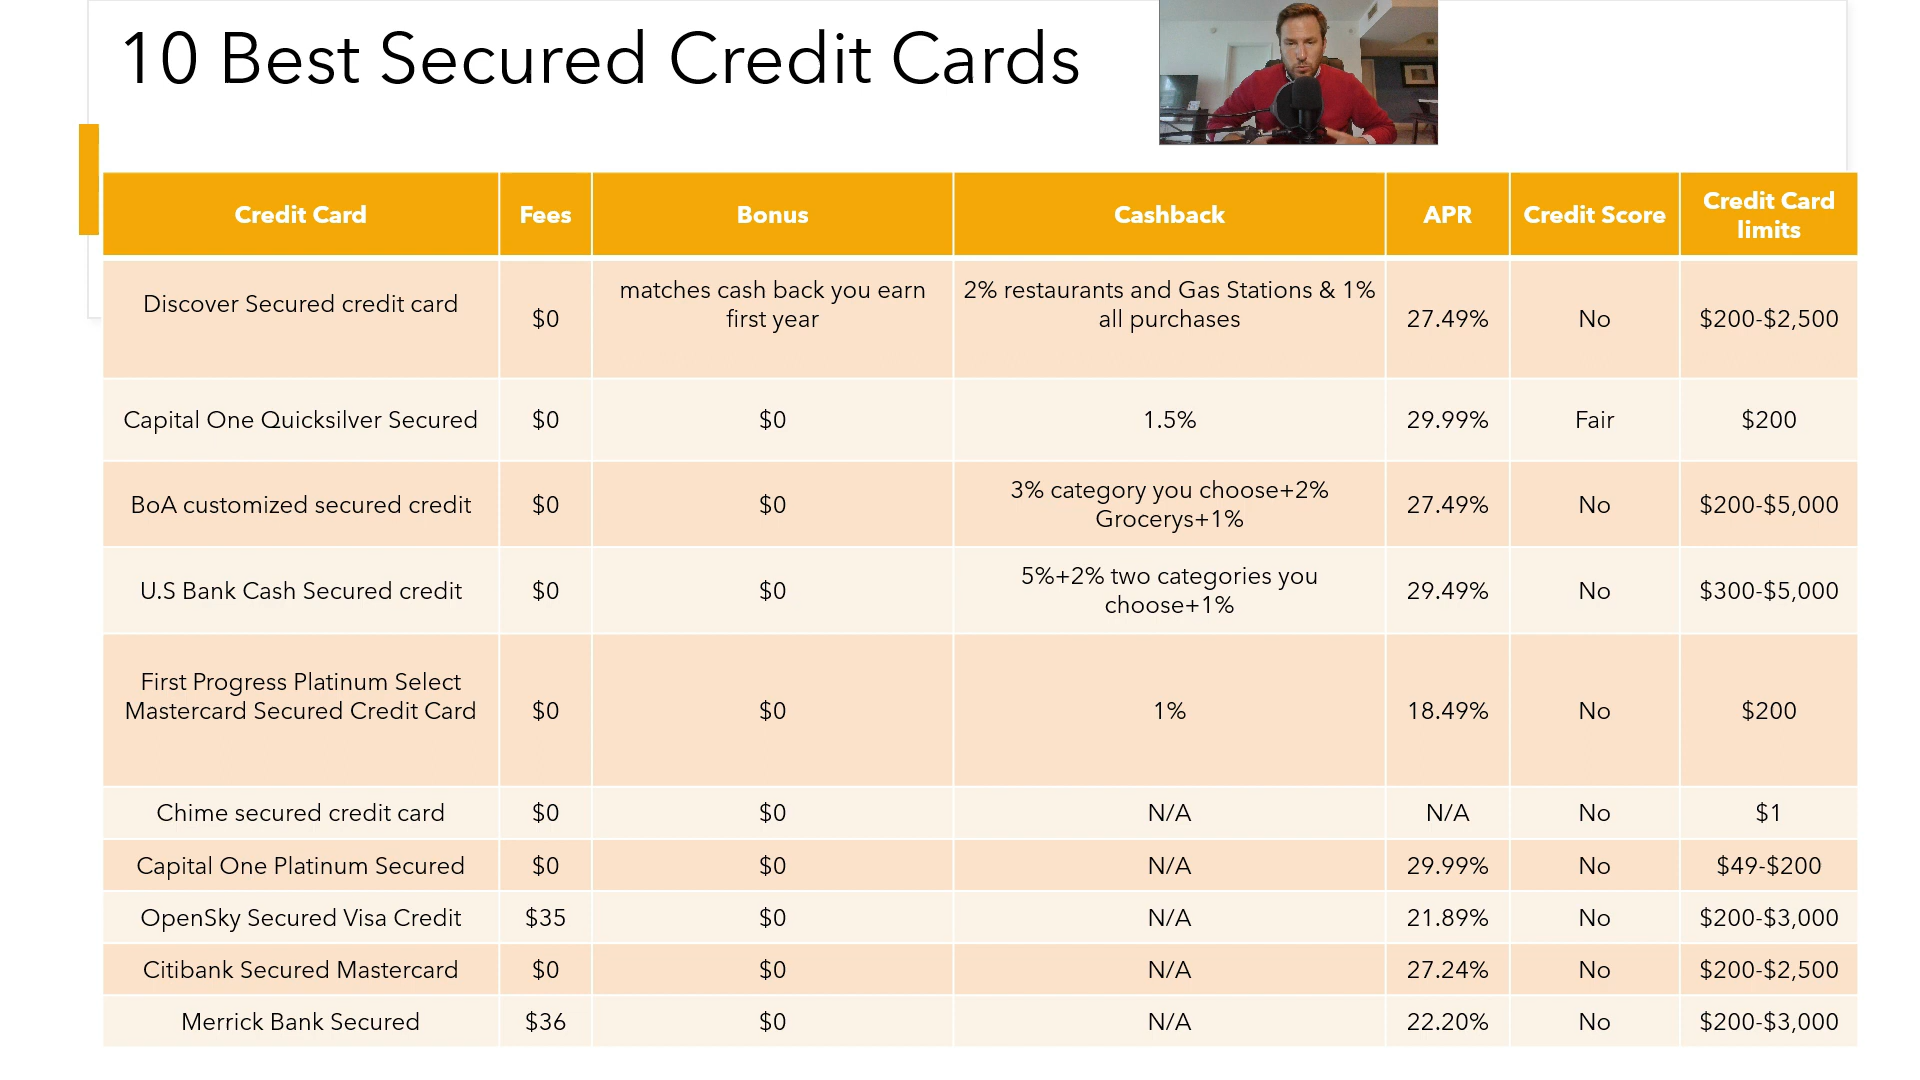 10 Best Secured Credit Cards
Credit Card Fees Bonus Cashback APR Credit Score Credit Card limits
Discover Secured credit card $0 matches cash back you earn first year 2% restaurants and Gas Stations & 1% all purchases 27.49% No $200-$2,500
Capital One Quicksilver Secured $0 $0 1.5% 29.99% Fair $200
BoA customized secured credit $0 $0 3% category you choose+2% Grocerys+1% 27.49% No $200-$5,000
U.S Bank Cash Secured credit $0 $0 5%+2% two categories you choose+1% 29.49% No $300-$5,000
First Progress Platinum Select Mastercard Secured Credit Card $0 $0 1% 18.49% No $200
Chime secured credit card $0 $0 N/A N/A No $1
Capital One Platinum Secured $0 $0 N/A 29.99% No $49-$200
OpenSky Secured Visa Credit $35 $0 N/A 21.89% No $200-$3,000
Citibank Secured Mastercard $0 $0 N/A 27.24% No $200-$2,500
Merrick Bank Secured $36 $0 N/A 22.20% No $200-$3,000